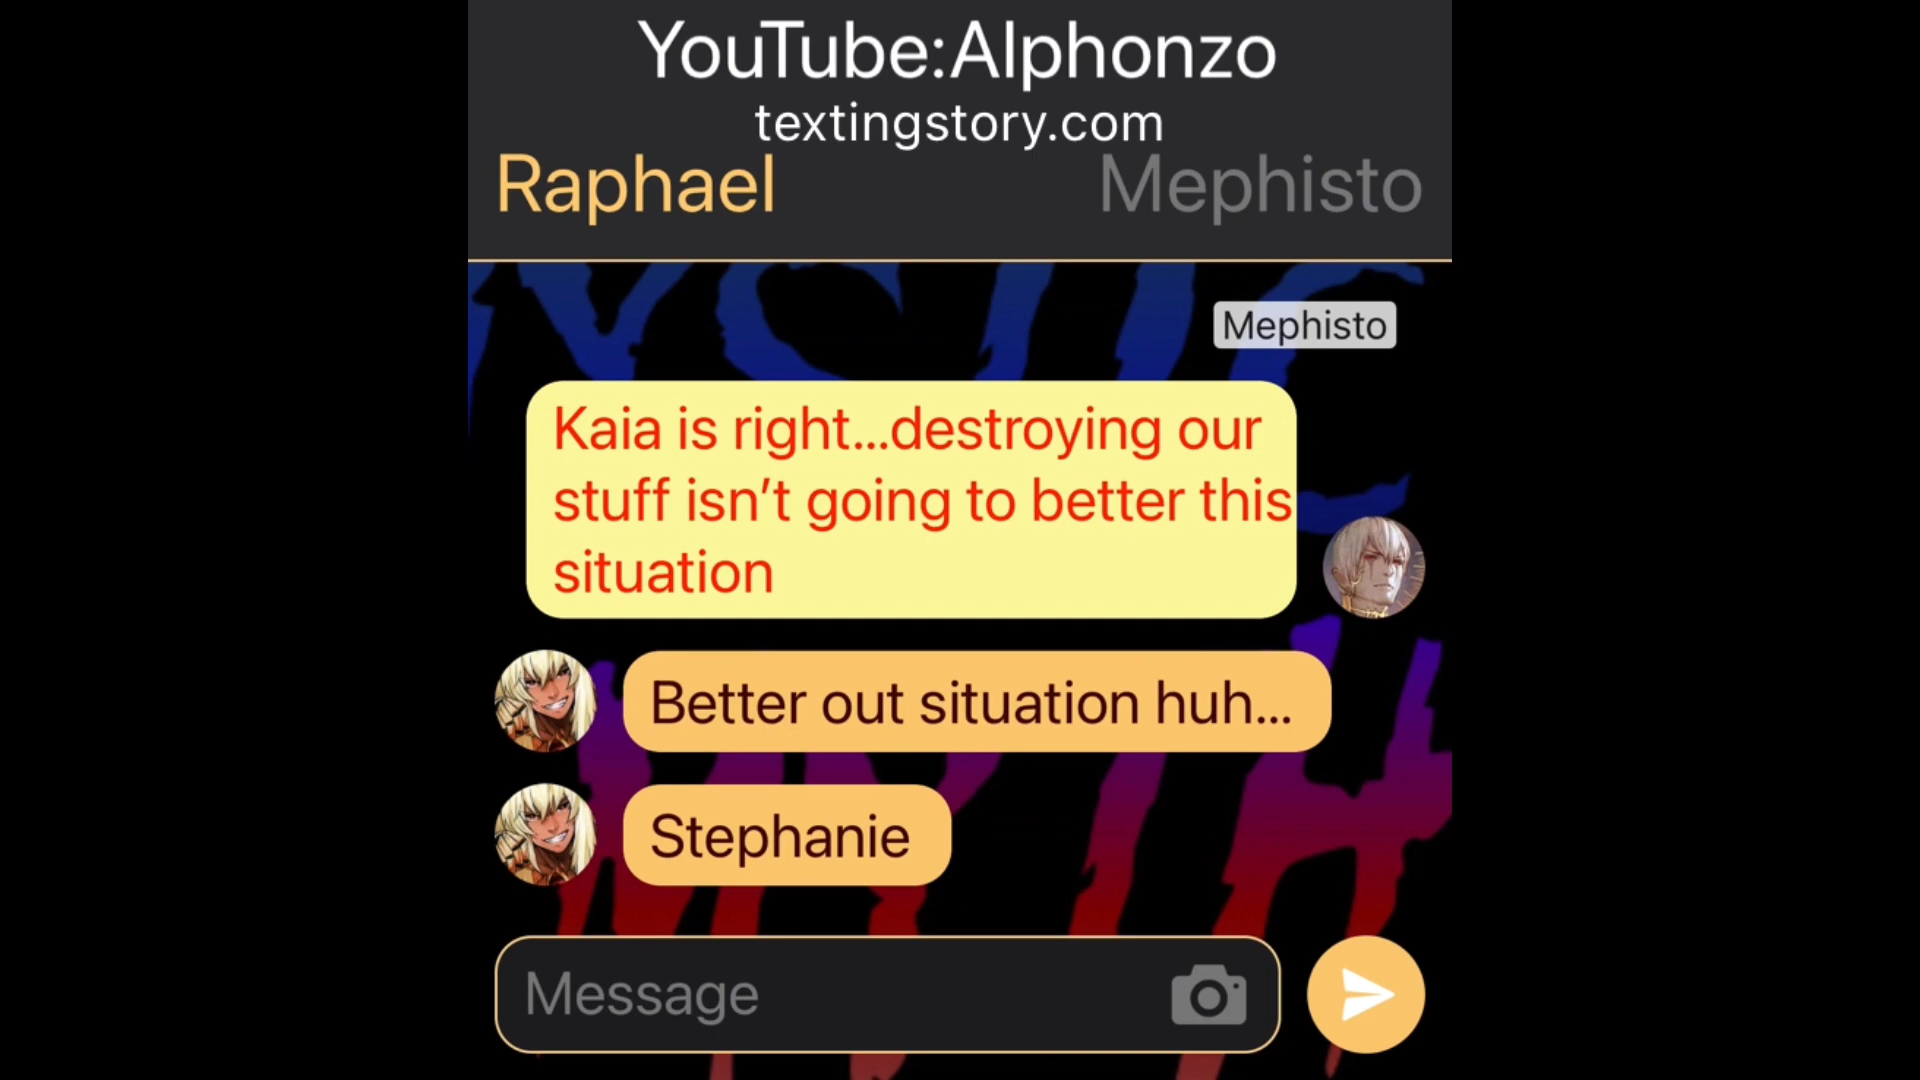 YouTube:Alphonzo
textingstory.com
Raphael
Mephisto
Mephisto
Kaia is right...destroying our
stuff isn’t going to better this
situation
Better out situation huh...
Stephanie
Message